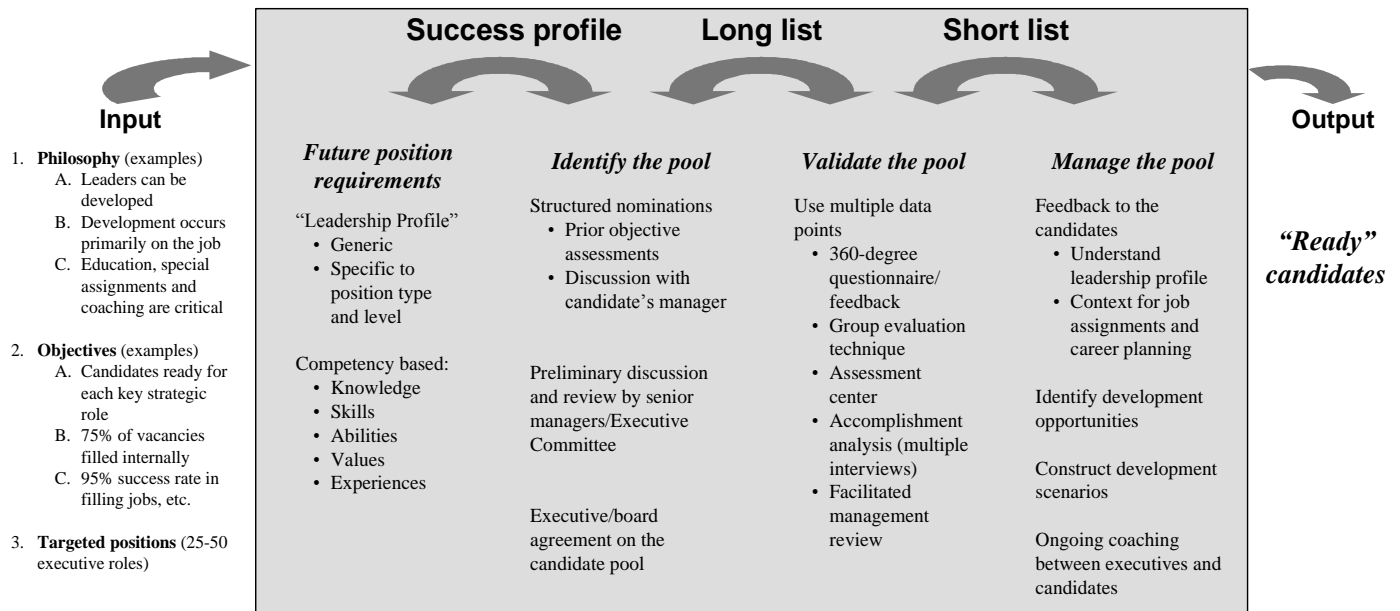 Success profile
Long list
Short list
Input
1. Philosophy (examples)
A. Leaders can be
developed
B. Development occurs
primarily on the job
C. Education, special
assignments and
coaching are critical
2. Objectives (examples)
A. Candidates ready for
each key strategic
role
B. 75% of vacancies
filled internally
C. 95% success rate in
filling jobs, etc.
3. Targeted positions (25-50
executive roles)
Future position
requirements
“Leadership Profile”
• Generic
• Specific to
position type
and level
Competency based:
• Knowledge
• Skills
• Abilities
• Values
• Experiences
Identify the pool
Structured nominations
• Prior objective
assessments
• Discussion with
candidate’s manager
Preliminary discussion
and review by senior
managers/Executive
Committee
Executive/board
agreement on the
candidate pool
Validate the pool
Use multiple data
points
• 360-degree
questionnaire/
feedback
• Group evaluation
technique
• Assessment
center
• Accomplishment
analysis (multiple
interviews)
• Facilitated
management
review
Manage the pool
Feedback to the
candidates
• Understand
leadership profile
• Context for job
assignments and
career planning
Identify development
opportunities
Construct development
scenarios
Ongoing coaching
between executives and
candidates
Output
“Ready”
candidates